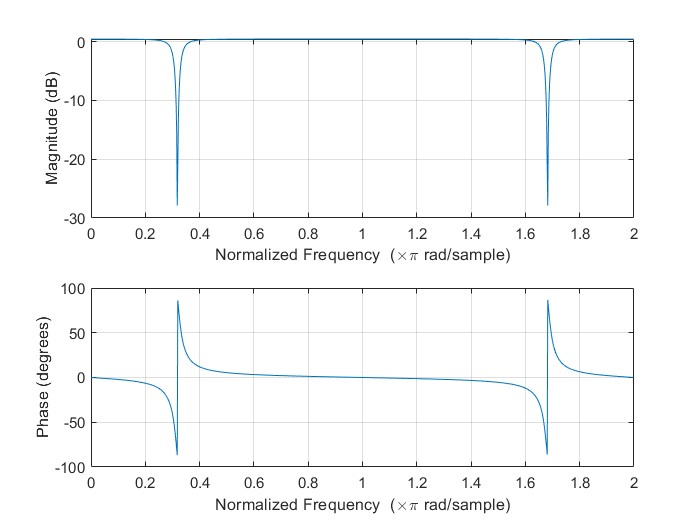 0
-10
-20
-30
Magnitude (dB)
0 0.2 0.4 0.6 0.8 1 1.2 1.4 1.6 1.8 2
Normalized Frequency (×π rad/sample)
100
50
0
-50
-100
Phase (degrees)
0 0.2 0.4 0.6 0.8 1 1.2 1.4 1.6 1.8 2
Normalized Frequency (×π rad/sample)